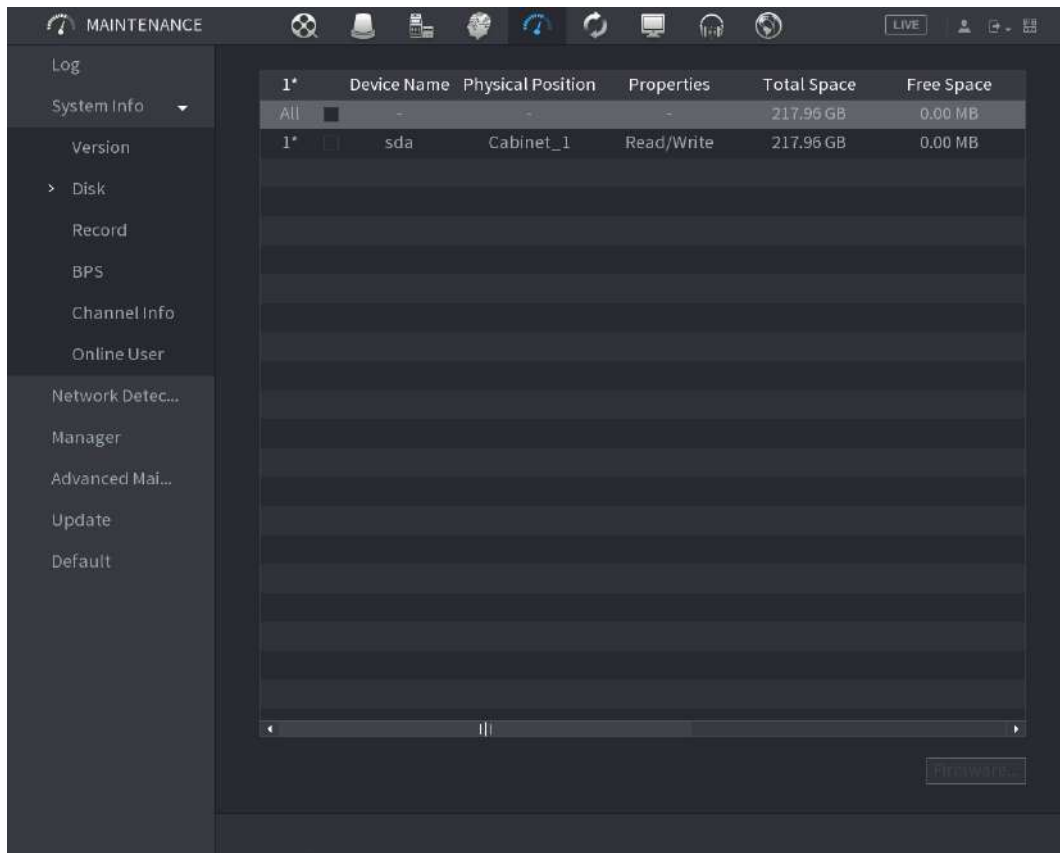 MAINTENANCE LIVE
Log
System Info
Version
Disk
Record
BPS
Channel Info
Online User
Network Detec...
Manager
Advanced Mai...
Update
Default
1* Device Name Physical Position Properties Total Space Free Space
All - - - 217.96 GB 0.00 MB
1* sda Cabinet_1 Read/Write 217.96 GB 0.00 MB
Firmware...